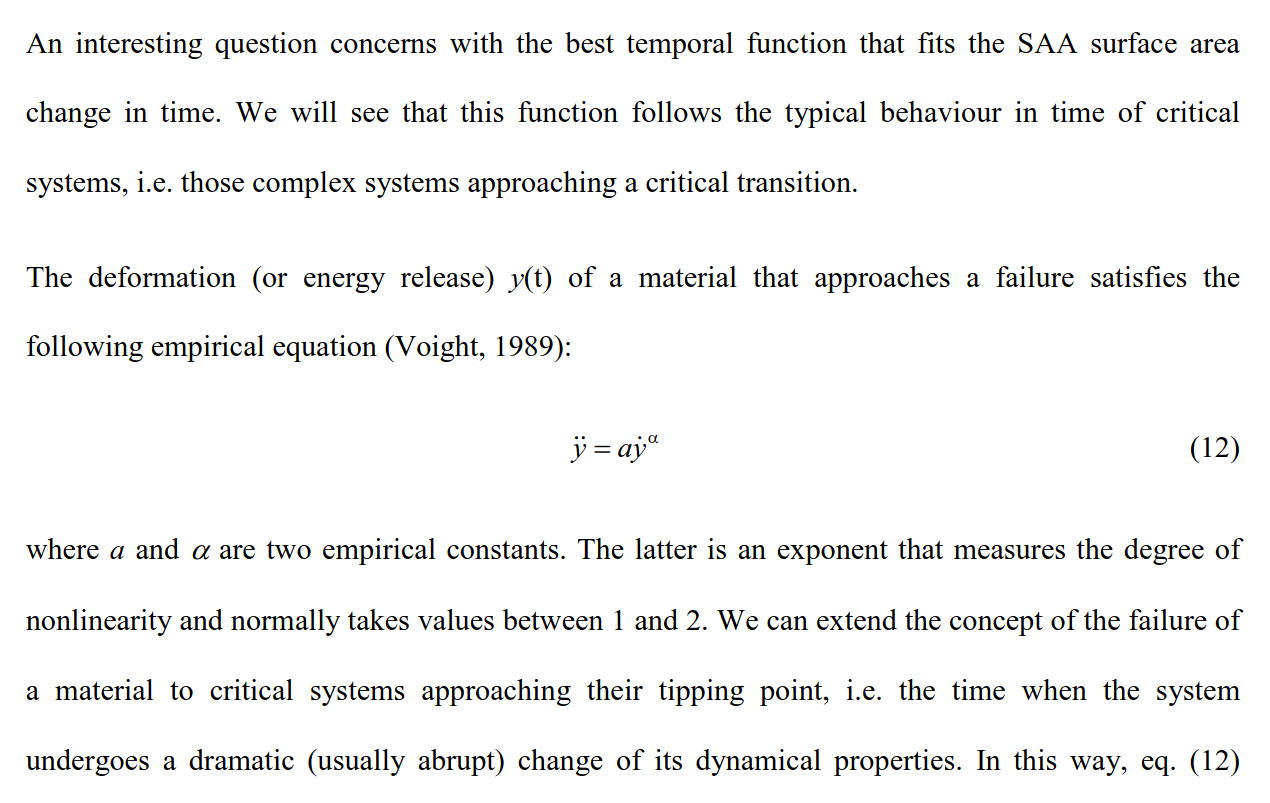 An interesting question concerns with the best temporal function that fits the SAA surface area
change in time. We will see that this function follows the typical behaviour in time of critical
systems, i.e. those complex systems approaching a critical transition.
The deformation (or energy release) y(t) of a material that approaches a failure satisfies the
following empirical equation (Voight, 1989):
ÿ = aẏ^α (12)
where a and α are two empirical constants. The latter is an exponent that measures the degree of
nonlinearity and normally takes values between 1 and 2. We can extend the concept of the failure of
a material to critical systems approaching their tipping point, i.e. the time when the system
undergoes a dramatic (usually abrupt) change of its dynamical properties. In this way, eq. (12)